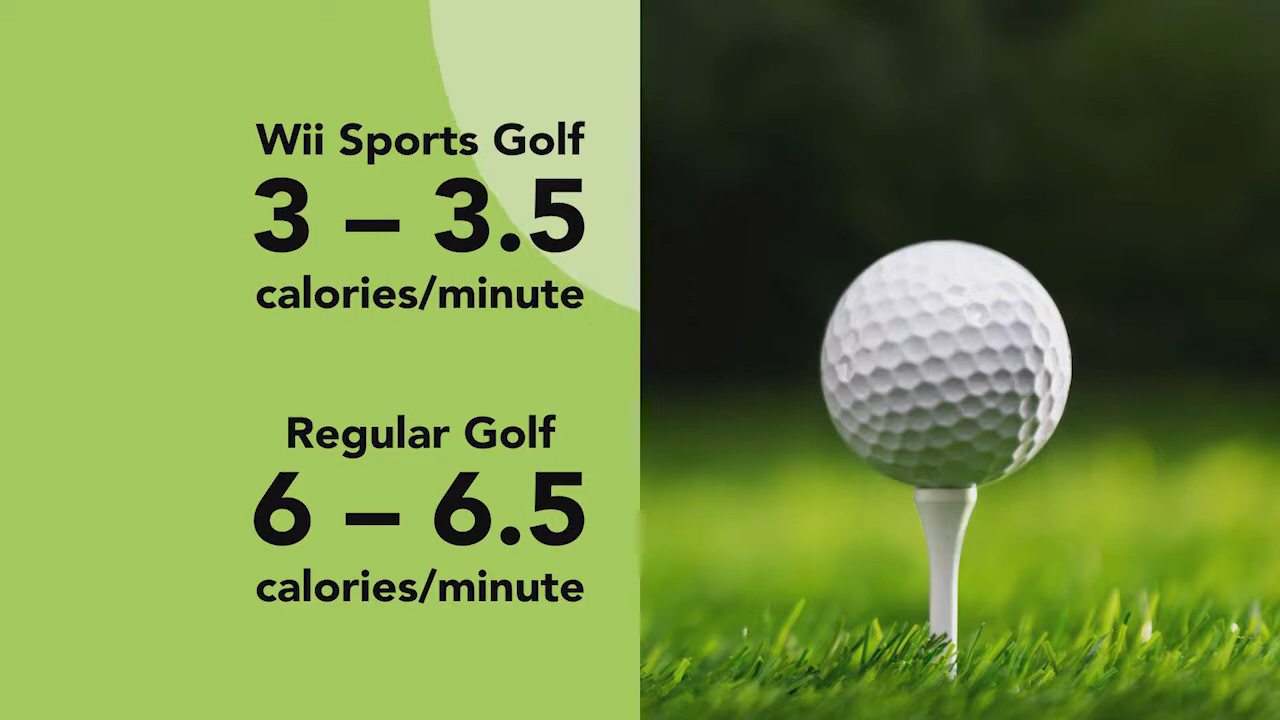 Wii Sports Golf
3 – 3.5
calories/minute
Regular Golf
6 – 6.5
calories/minute